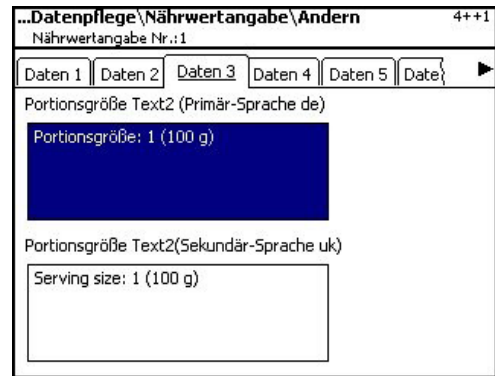 ...Datenpflege\Nährwertangabe\Ändern 4++1
Nährwertangabe Nr.:1
Daten 1 Daten 2 Daten 3 Daten 4 Daten 5 Date
Portionsgröße Text2 (Primär-Sprache de)
Portionsgröße: 1 (100 g)
Portionsgröße Text2(Sekundär-Sprache uk)
Serving size: 1 (100 g)